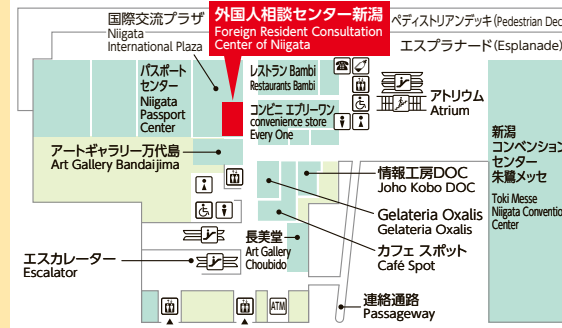 国際交流プラザ
Niigata
International Plaza
外国人相談センター新潟
Foreign Resident Consultation
Center of Niigata
ペデストリアンデッキ(Pedestrian Dec
エスプラナード(Esplanade)
パスポート
センター
Niigata
Passport
Center
レストラン Bambi
Restaurants Bambi
コンビニ エブリーワン
convenience store
Every One
アトリウム
Atrium
新潟
コンベンション
センター
朱鷺メッセ
Toki Messe
Niigata Conventio
Center
アートギャラリー万代島
Art Gallery Bandaijima
情報工房DOC
Joho Kobo DOC
Gelateria Oxalis
Gelateria Oxalis
カフェ スポット
Café Spot
長美堂
Art Gallery
Choubido
エスカレーター
Escalator
連絡通路
Passageway
ATM